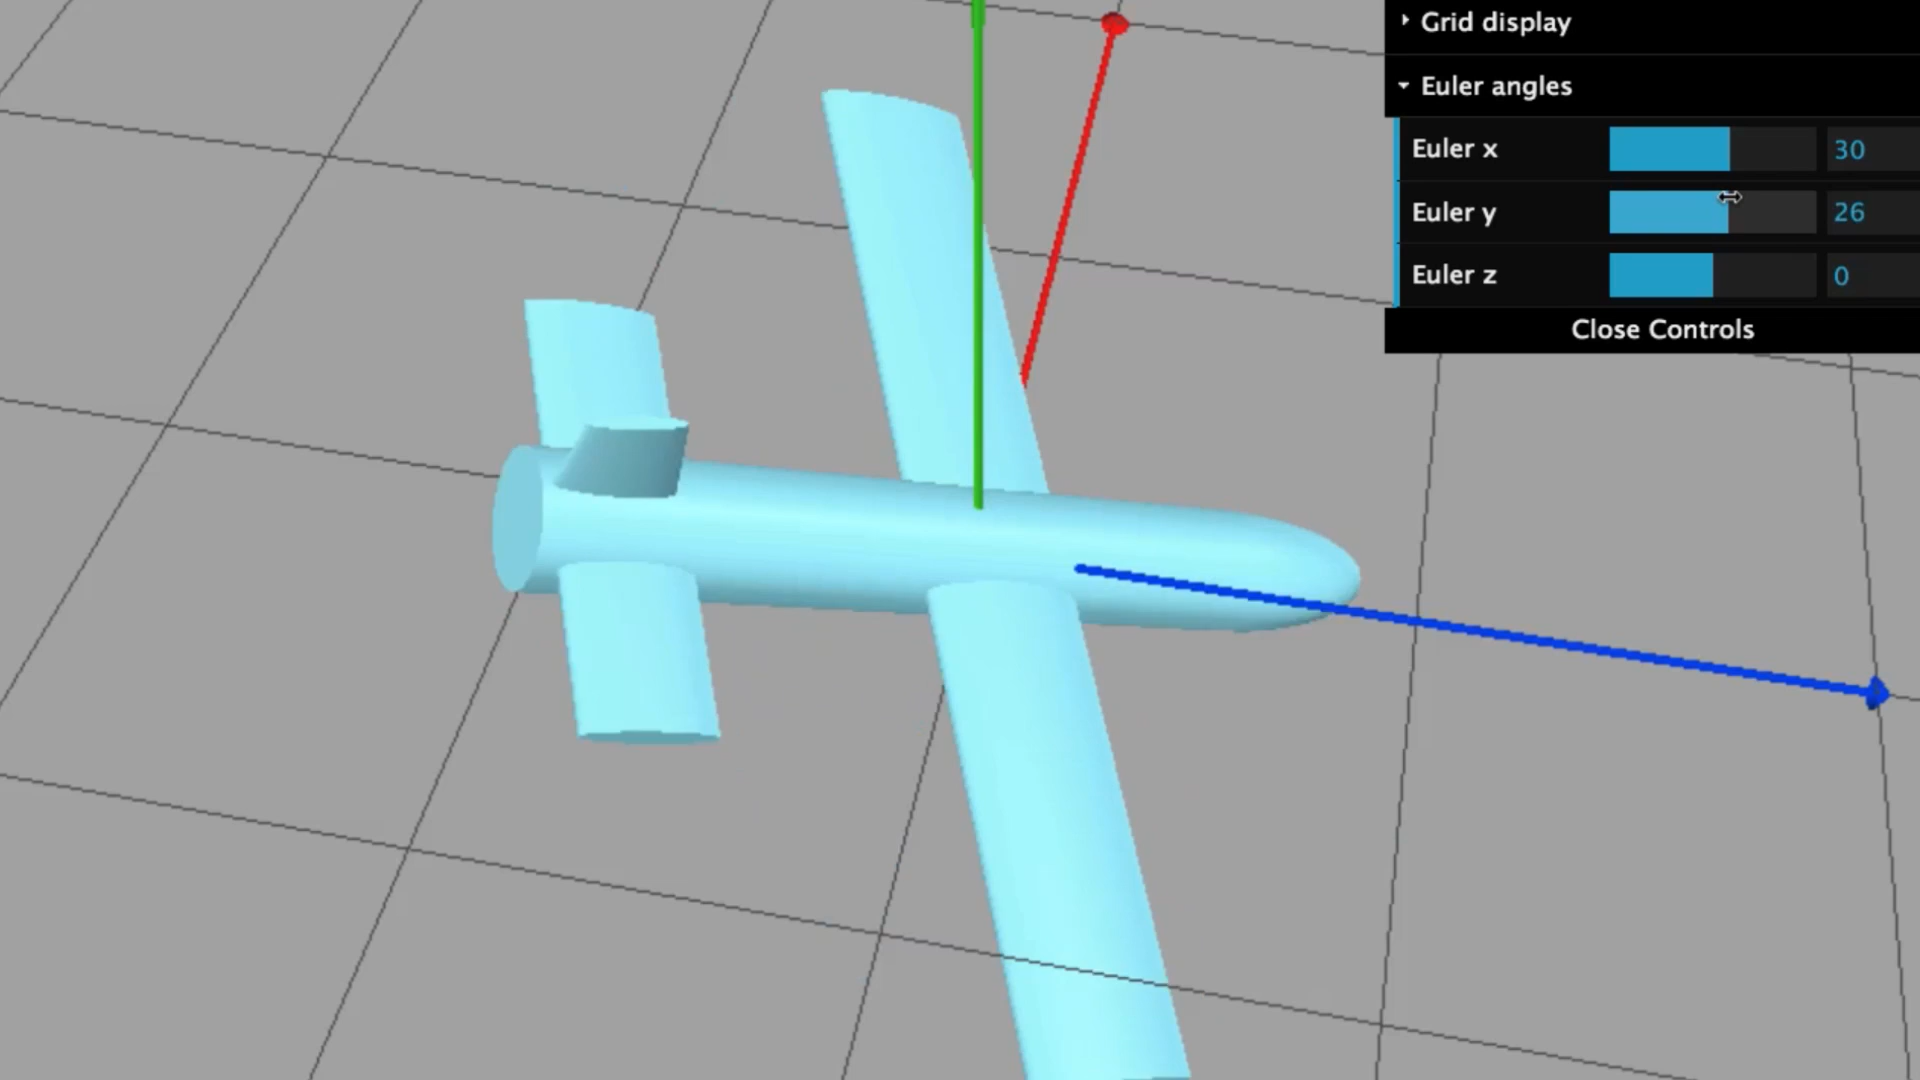 Grid display
Euler angles
Euler x 30
Euler y 26
Euler z 0
Close Controls